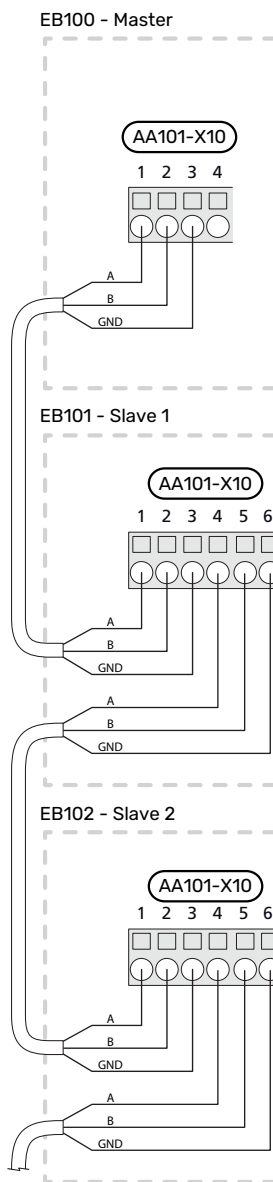 EB100 - Master
AA101-X10
1 2 3 4
A
B
GND
EB101 - Slave 1
AA101-X10
1 2 3 4 5 6
A
B
GND
A
B
GND
EB102 - Slave 2
AA101-X10
1 2 3 4 5 6
A
B
GND
A
B
GND